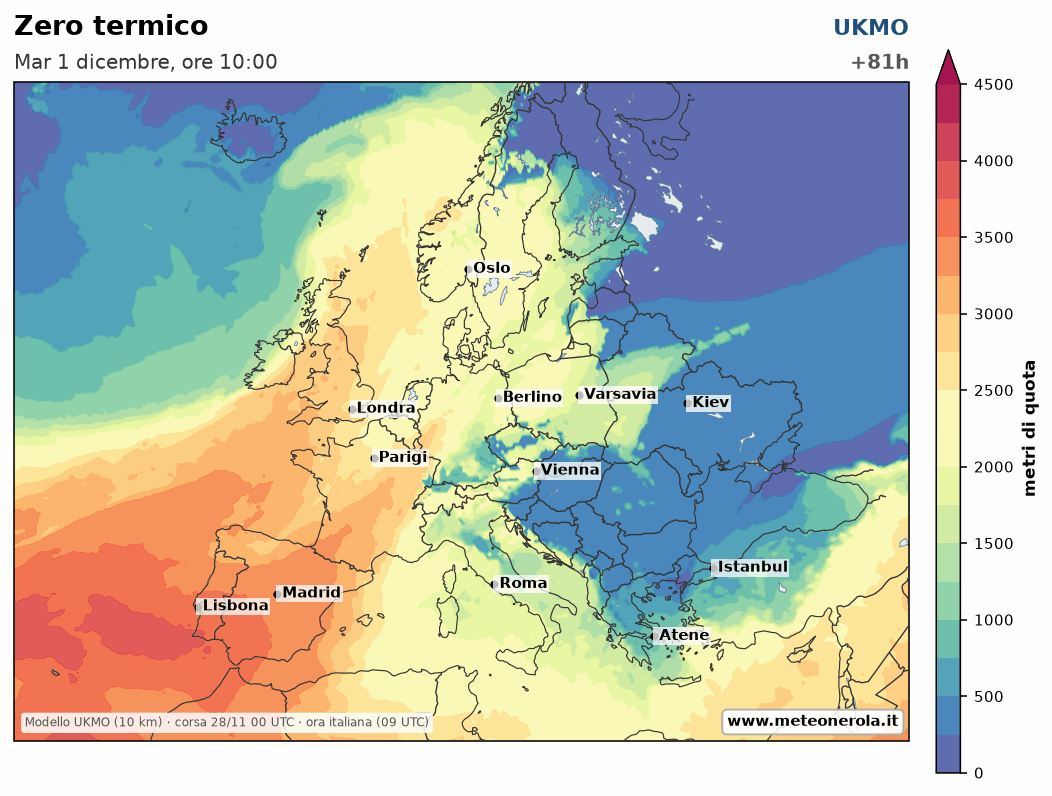 Zero termico
UKMO
Mar 1 dicembre, ore 10:00
+81h
Oslo
Berlino
Varsavia
Kiev
Londra
Parigi
Vienna
Istanbul
Roma
Madrid
Lisbona
Atene
Modello UKMO (10 km) · corsa 28/11 00 UTC · ora italiana (09 UTC)
www.meteonerola.it
4500
4000
3500
3000
2500
2000
1500
1000
500
0
metri di quota